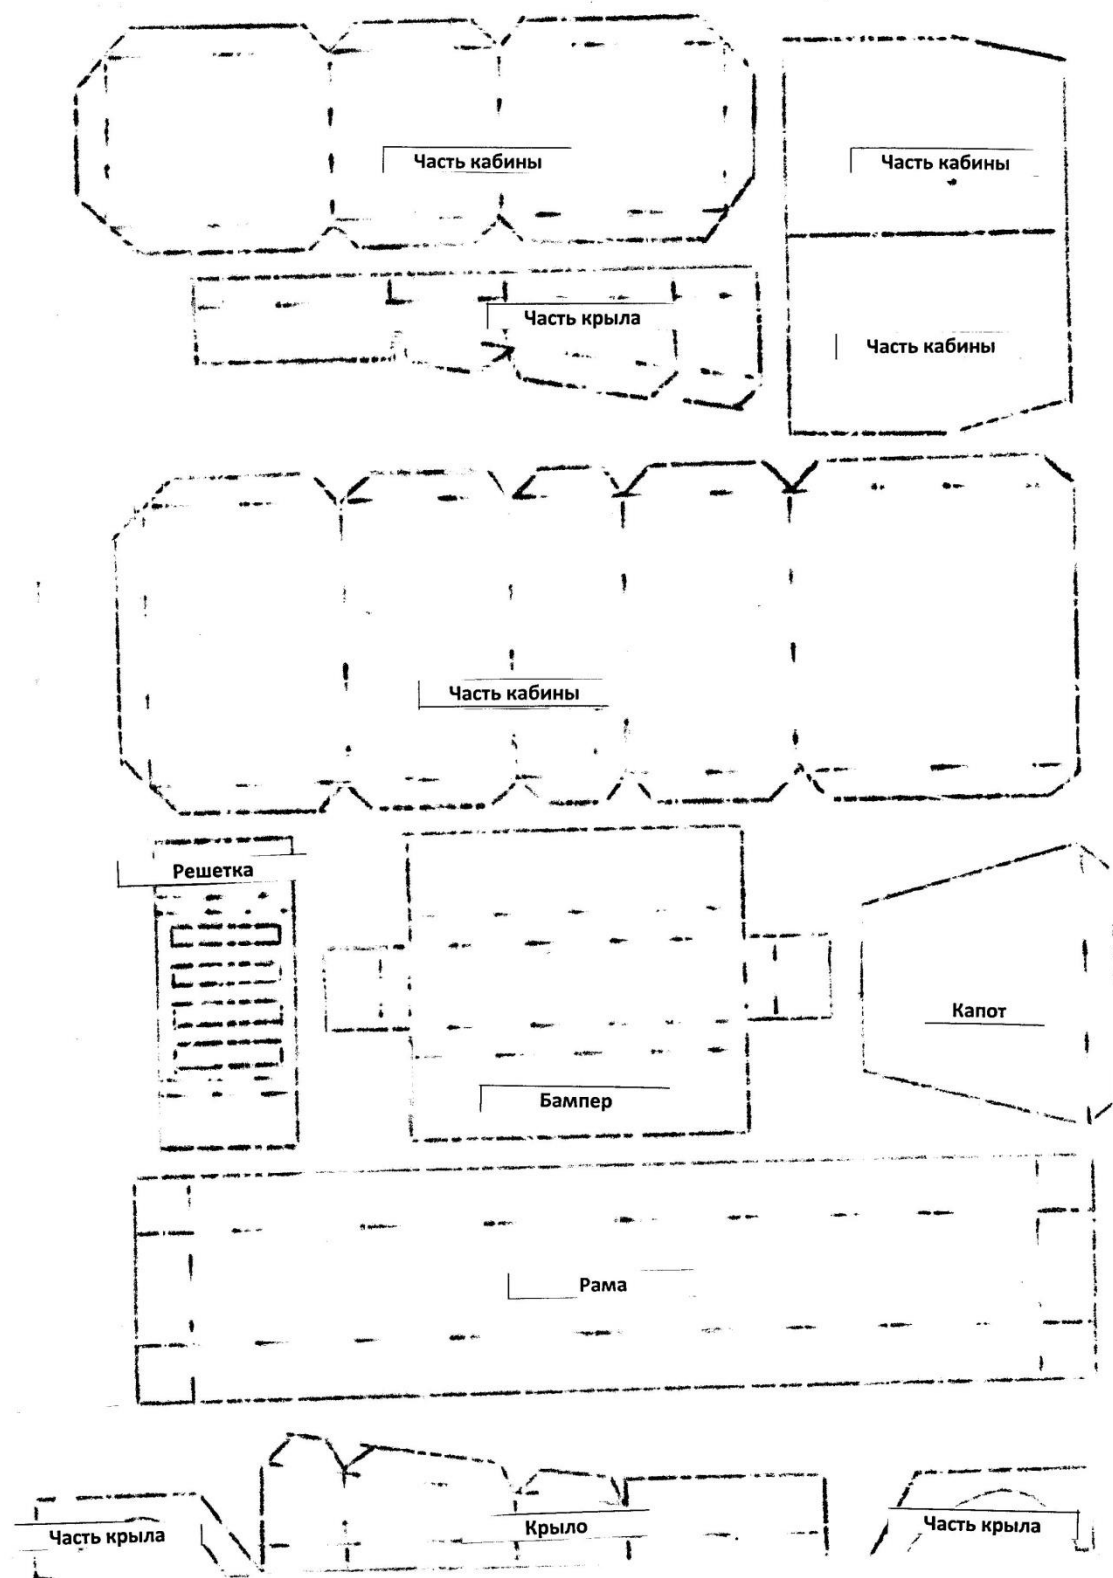 Часть кабины
Часть кабины
Часть крыла
Часть кабины
Часть кабины
Решетка
Капот
Бампер
Рама
Часть крыла
Крыло
Часть крыла